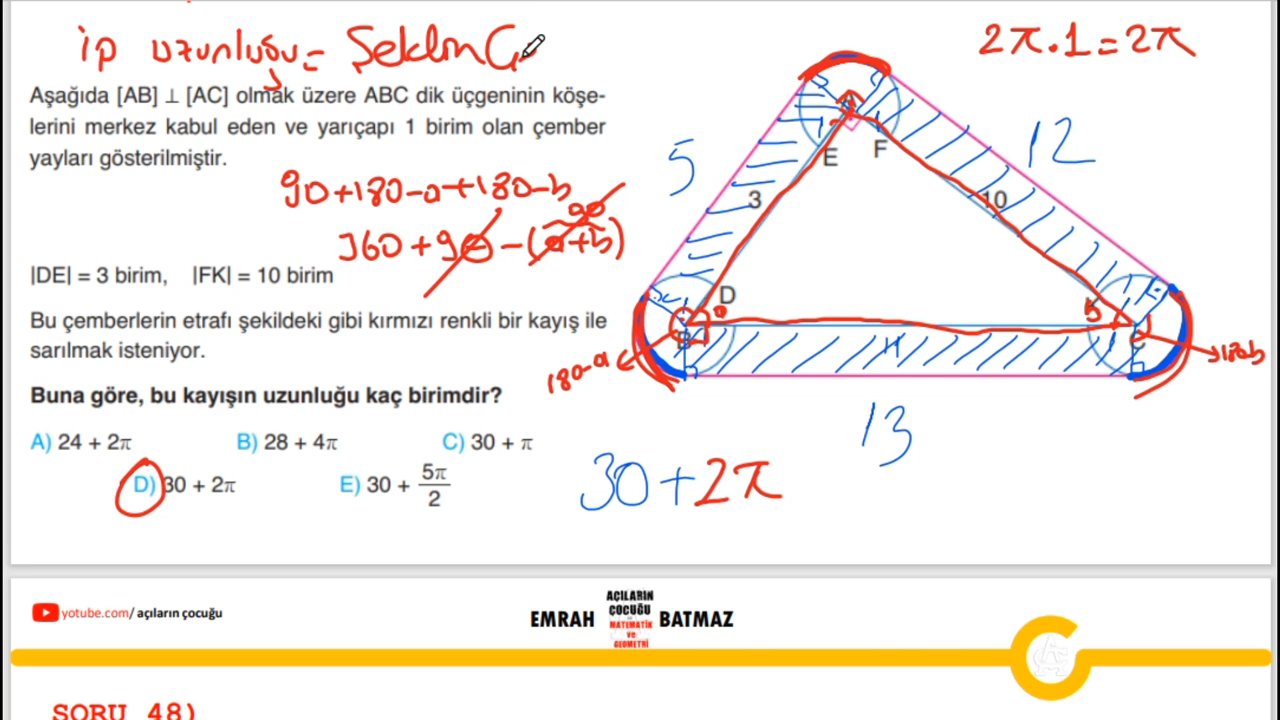 ip uzunluğu = Şeklin Ç
2π.1=2π
Aşağıda [AB] ⊥ [AC] olmak üzere ABC dik üçgeninin köşe-
lerini merkez kabul eden ve yarıçapı 1 birim olan çember
yayları gösterilmiştir.
90+180-a+180-b
90
360+90-(a+b)
|DE| = 3 birim, |FK| = 10 birim
Bu çemberlerin etrafı şekildeki gibi kırmızı renkli bir kayış ile
sarılmak isteniyor.
Buna göre, bu kayışın uzunluğu kaç birimdir?
A) 24 + 2π B) 28 + 4π C) 30 + π
D) 30 + 2π E) 30 + 5π/2
5
12
E F
3
10
D
B
C
180-a
180-b
13
30+2π
yotube.com/ açıların çocuğu
EMRAH
AÇILARIN
ÇOCUĞU
MATEMATİK
ve
GEOMETRİ
BATMAZ
SORU 48)